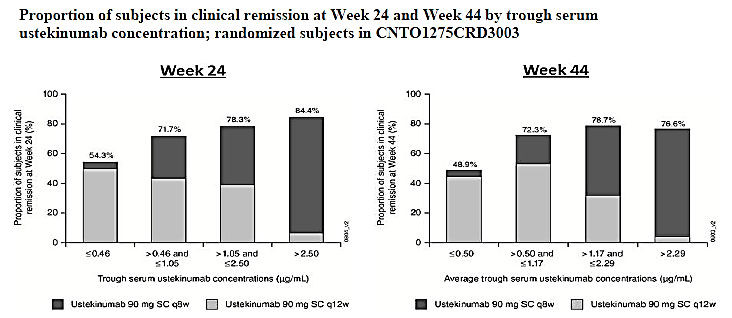 Proportion of subjects in clinical remission at Week 24 and Week 44 by trough serum
ustekinumab concentration; randomized subjects in CNTO1275CRD3003
Week 24
Proportion of subjects in clinical
remission at Week 24 (%)
100
80
60
40
20
0
54.3%
71.7%
78.3%
84.4%
≤0.46
>0.46 and
≤1.05
>1.05 and
≤2.50
>2.50
Trough serum ustekinumab concentrations (µg/mL)
Ustekinumab 90 mg SC q8w
Ustekinumab 90 mg SC q12w
Week 44
Proportion of subjects in clinical
remission at Week 44 (%)
100
80
60
40
20
0
48.9%
72.3%
78.7%
76.6%
≤0.50
>0.50 and
≤1.17
>1.17 and
≤2.29
>2.29
Average trough serum ustekinumab concentrations (µg/mL)
Ustekinumab 90 mg SC q8w
Ustekinumab 90 mg SC q12w